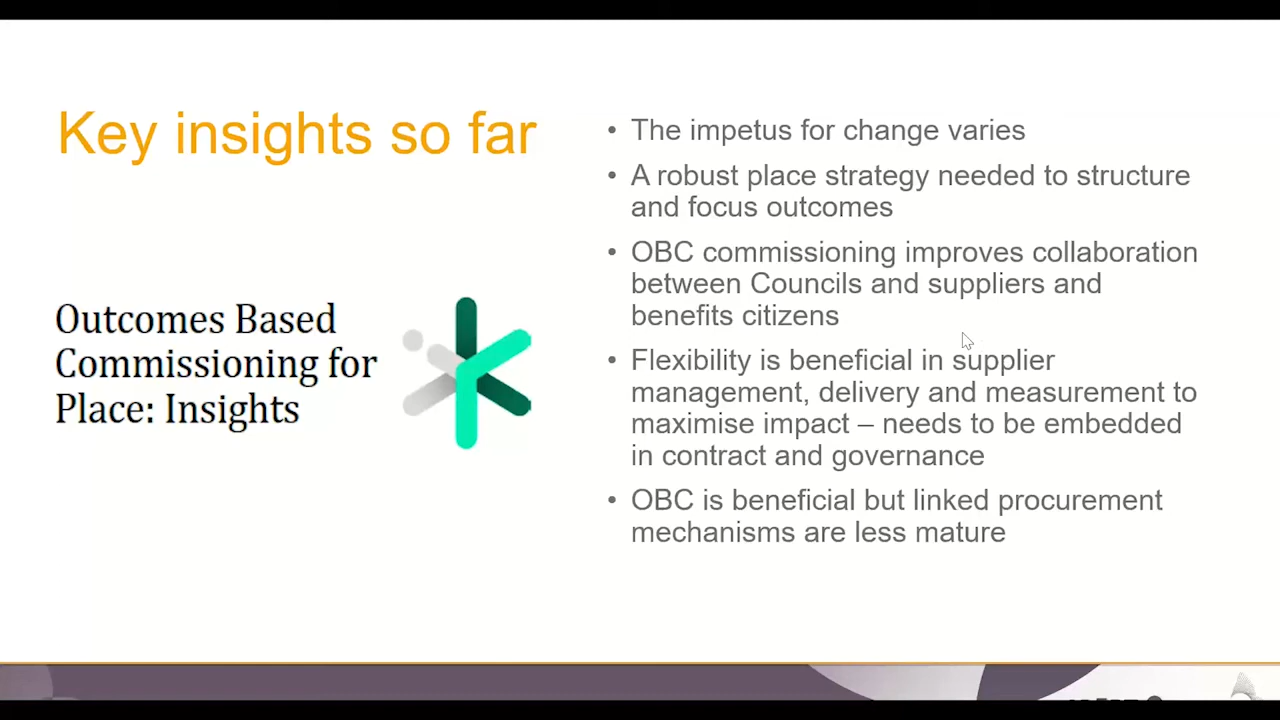 Key insights so far
Outcomes Based
Commissioning for
Place: Insights
• The impetus for change varies
• A robust place strategy needed to structure
and focus outcomes
• OBC commissioning improves collaboration
between Councils and suppliers and
benefits citizens
• Flexibility is beneficial in supplier
management, delivery and measurement to
maximise impact – needs to be embedded
in contract and governance
• OBC is beneficial but linked procurement
mechanisms are less mature